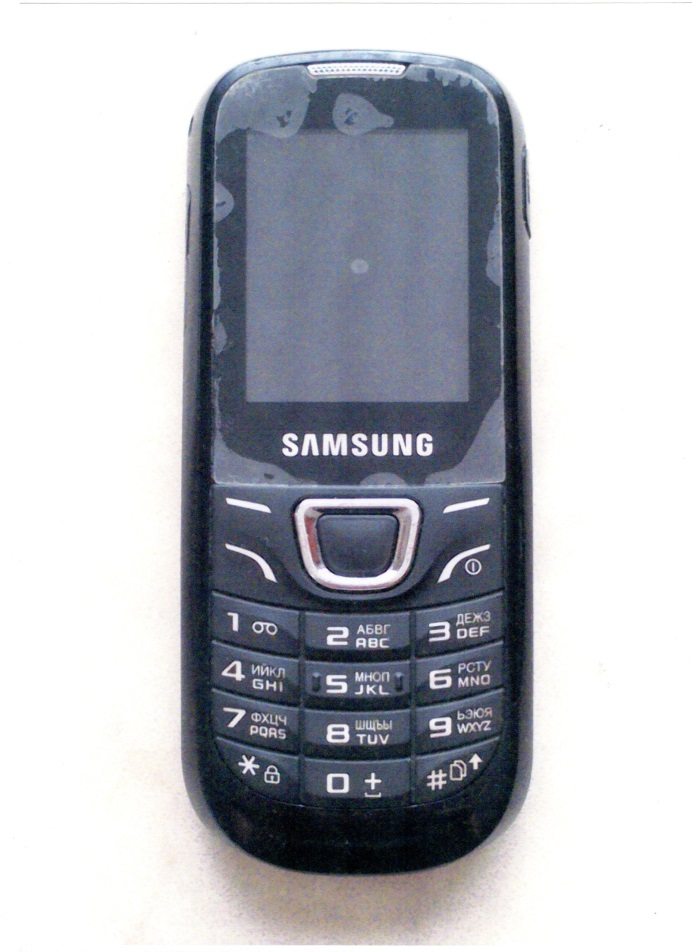 SAMSUNG
1
2 АБВГ
ABC
3 ДЕЖЗ
DEF
4 ИЙКЛ
GHI
5 МНОП
JKL
6 РСТУ
MNO
7 ФХЦЧ
PQRS
8 ШЩЪЫ
TUV
9 ЬЭЮЯ
WXYZ
*
0 +
#